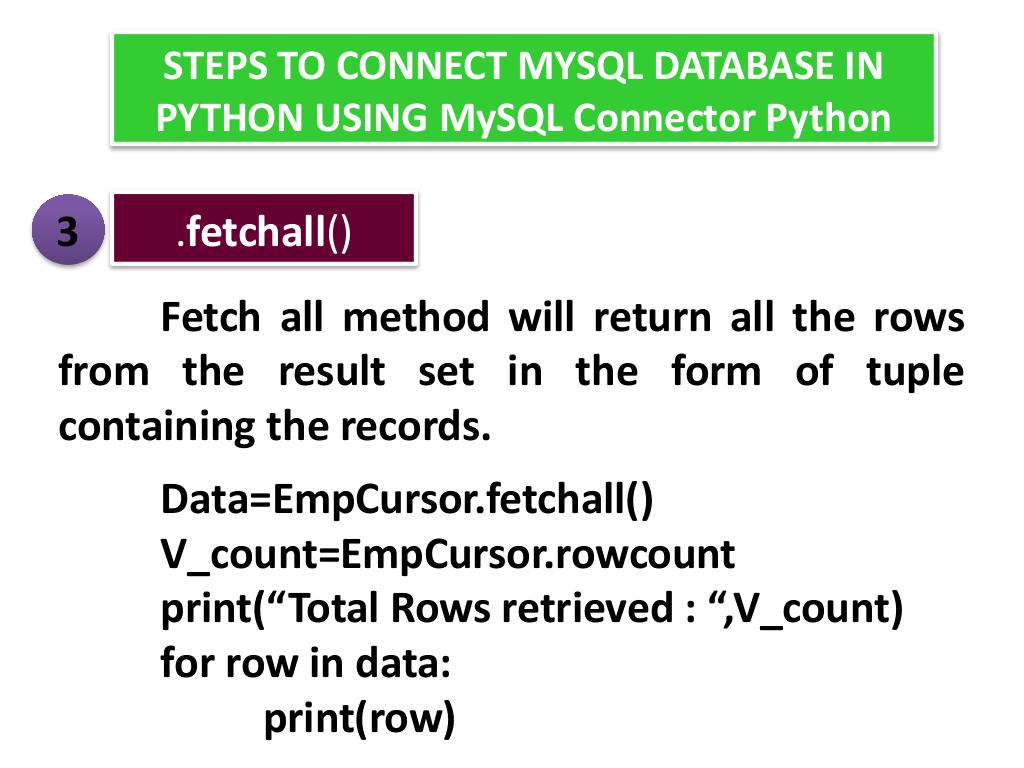 STEPS TO CONNECT MYSQL DATABASE IN
PYTHON USING MySQL Connector Python
3
.fetchall()
Fetch all method will return all the rows
from the result set in the form of tuple
containing the records.
Data=EmpCursor.fetchall()
V_count=EmpCursor.rowcount
print(“Total Rows retrieved : “,V_count)
for row in data:
print(row)